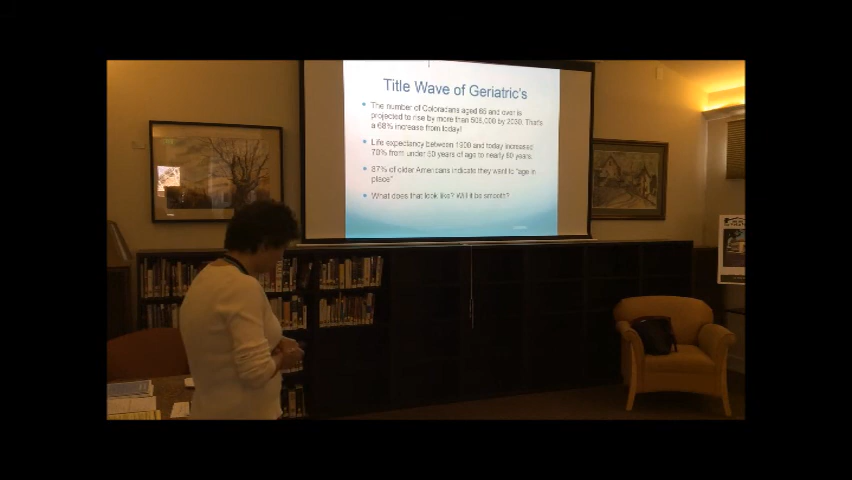 Title Wave of Geriatric's
The number of Coloradans aged 65 and over is
projected to rise by more than 508,000 by 2030. That's
a 68% increase from today!
Life expectancy between 1900 and today increased
70% from under 50 years of age to nearly 80 years.
87% of older Americans indicate they want to "age in
place"
What does that look like? Will it be smooth?